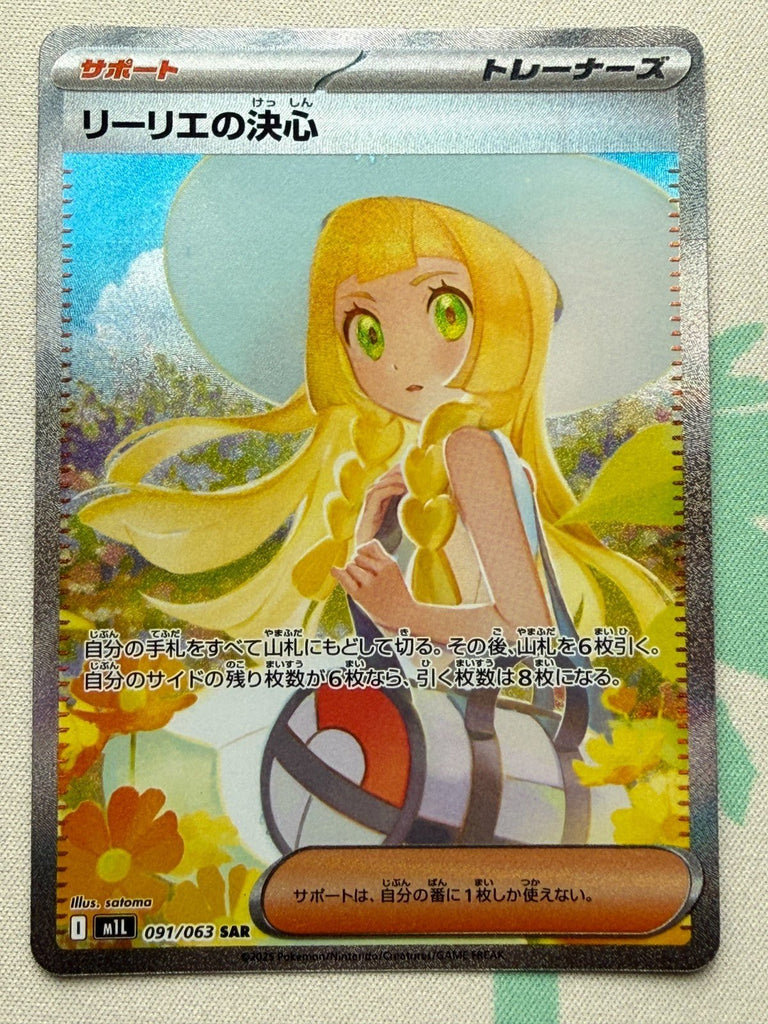 サポート トレーナーズ
リーリエの決心
自分の手札をすべて山札にもどして切る。その後、山札を6枚引く。
自分のサイドの残り枚数が6枚なら、引く枚数は8枚になる。
サポートは、自分の番に1枚しか使えない。
Illus. satoma
I m1L 091/063 SAR
©2025 Pokémon/Nintendo/Creatures/GAME FREAK